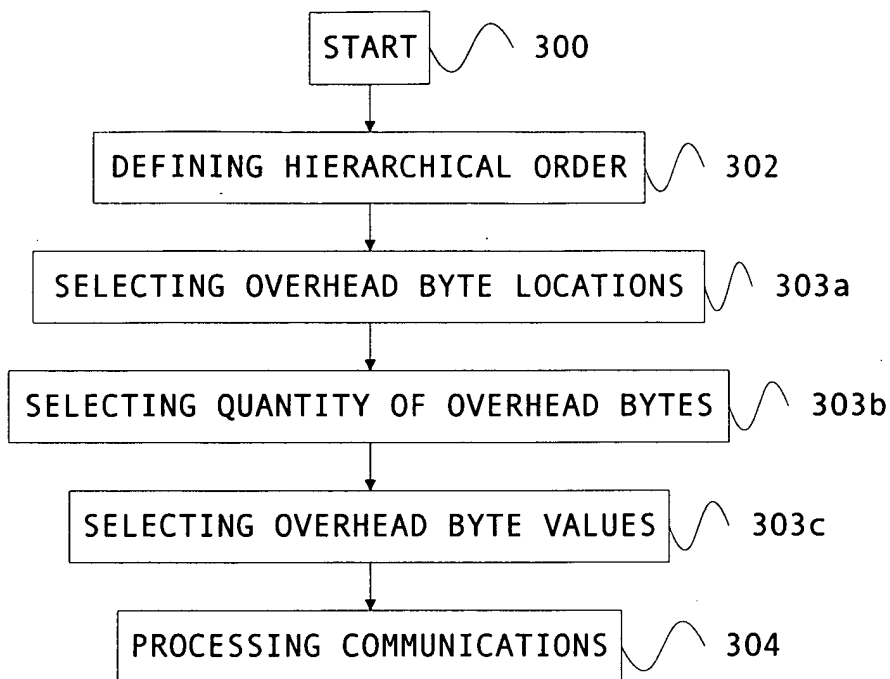 START 300
DEFINING HIERARCHICAL ORDER 302
SELECTING OVERHEAD BYTE LOCATIONS 303a
SELECTING QUANTITY OF OVERHEAD BYTES 303b
SELECTING OVERHEAD BYTE VALUES 303c
PROCESSING COMMUNICATIONS 304